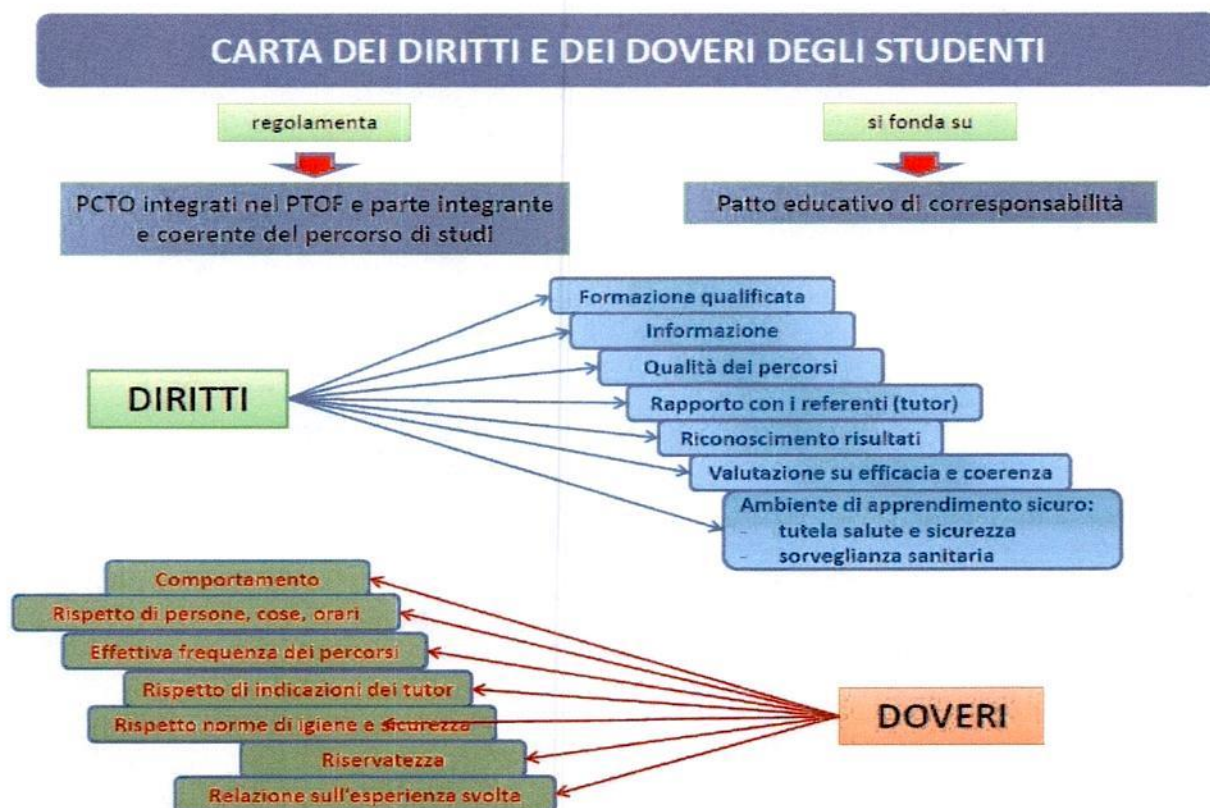 CARTA DEI DIRITTI E DEI DOVERI DEGLI STUDENTI
regolamenta
si fonda su
PCTO integrati nel PTOF e parte integrante
e coerente del percorso di studi
Patto educativo di corresponsabilità
Formazione qualificata
Informazione
Qualità dei percorsi
DIRITTI
Rapporto con i referenti (tutor)
Riconoscimento risultati
Valutazione su efficacia e coerenza
Ambiente di apprendimento sicuro:
- tutela salute e sicurezza
- sorveglianza sanitaria
Comportamento
Rispetto di persone, cose, orari
Effettiva frequenza dei percorsi
Rispetto di indicazioni dei tutor
Rispetto norme di igiene e sicurezza
DOVERI
Riservatezza
Relazione sull'esperienza svolta